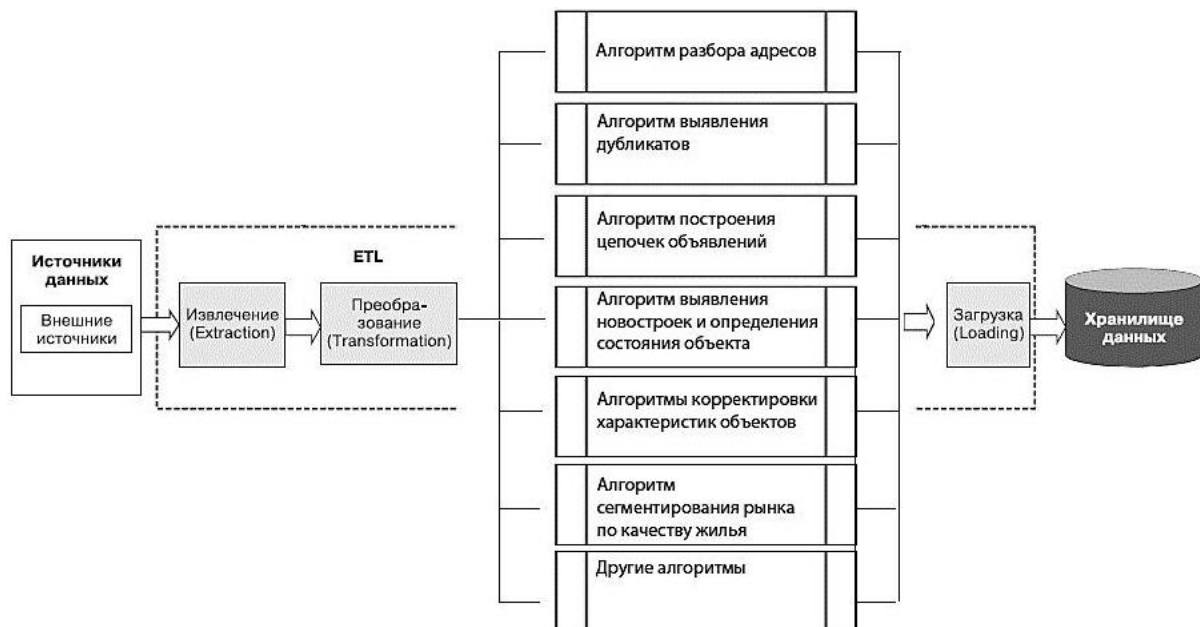 Источники
данных
Внешние
источники
ETL
Извлечение
(Extraction)
Преобра-
зование
(Transformation)
Алгоритм разбора адресов
Алгоритм выявления
дубликатов
Алгоритм построения
цепочек объявлений
Алгоритм выявления
новостроек и определения
состояния объекта
Алгоритмы корректировки
характеристик объектов
Алгоритм
сегментирования рынка
по качеству жилья
Другие алгоритмы
Загрузка
(Loading)
Хранилище
данных